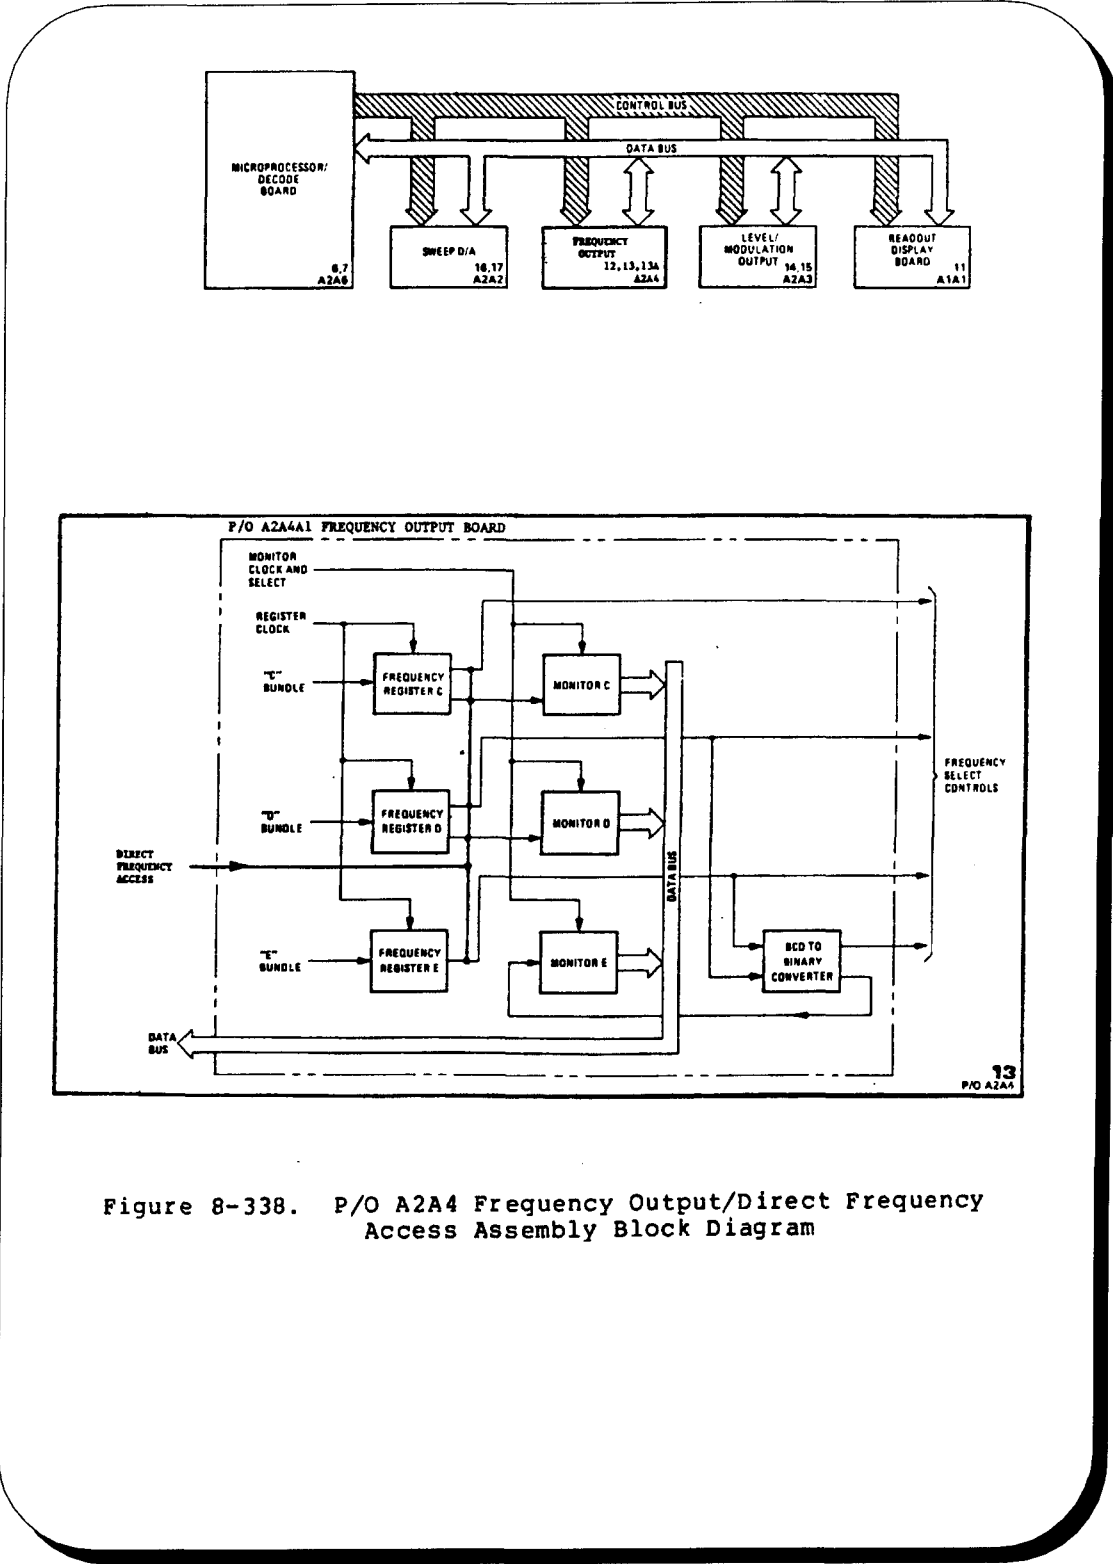 CONTROL BUS
DATA BUS
MICROPROCESSOR/
DECODE
BOARD
6,7
A2A6
SWEEP D/A
16,17
A2A2
FREQUENCY
OUTPUT
12,13,13A
A2A4
LEVEL/
MODULATION
OUTPUT
14,15
A2A3
READOUT
DISPLAY
BOARD
11
A1A1
P/O A2A4A1 FREQUENCY OUTPUT BOARD
MONITOR
CLOCK AND
SELECT
REGISTER
CLOCK
"C"
BUNDLE
FREQUENCY
REGISTER C
MONITOR C
"D"
BUNDLE
FREQUENCY
REGISTER D
MONITOR D
DIRECT
FREQUENCY
ACCESS
"E"
BUNDLE
FREQUENCY
REGISTER E
MONITOR E
DATA BUS
BCD TO
BINARY
CONVERTER
FREQUENCY
SELECT
CONTROLS
DATA
BUS
13
P/O A2A4
Figure 8-338. P/O A2A4 Frequency Output/Direct Frequency
Access Assembly Block Diagram